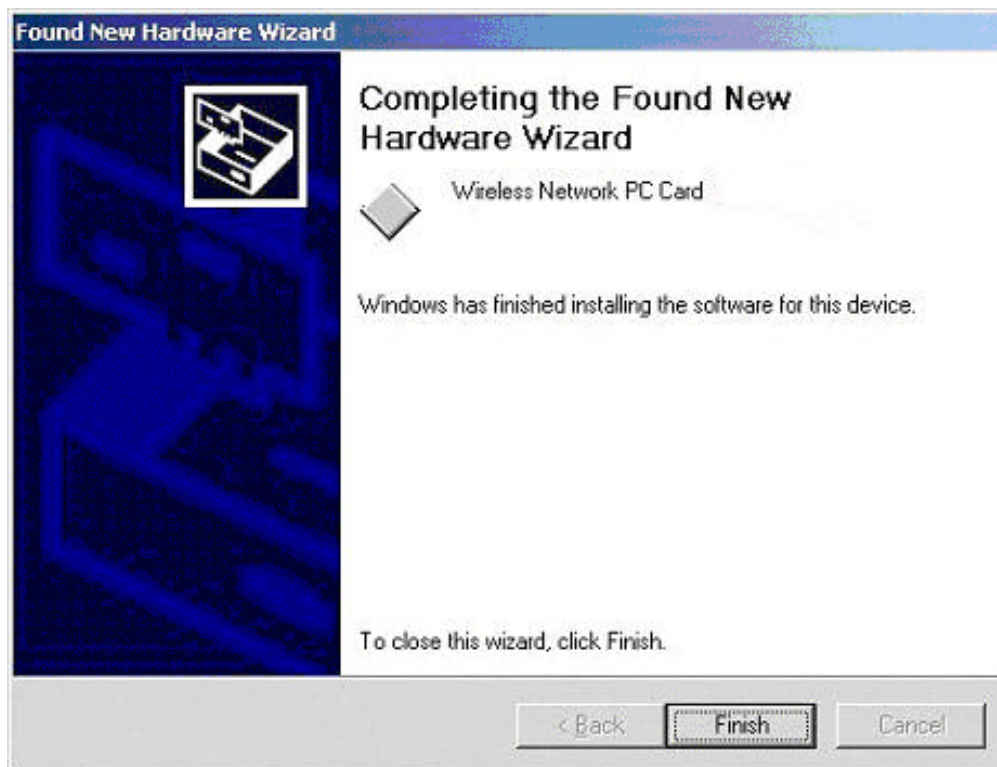 Found New Hardware Wizard
Completing the Found New
Hardware Wizard
Wireless Network PC Card
Windows has finished installing the software for this device.
To close this wizard, click Finish.
< Back
Finish
Cancel